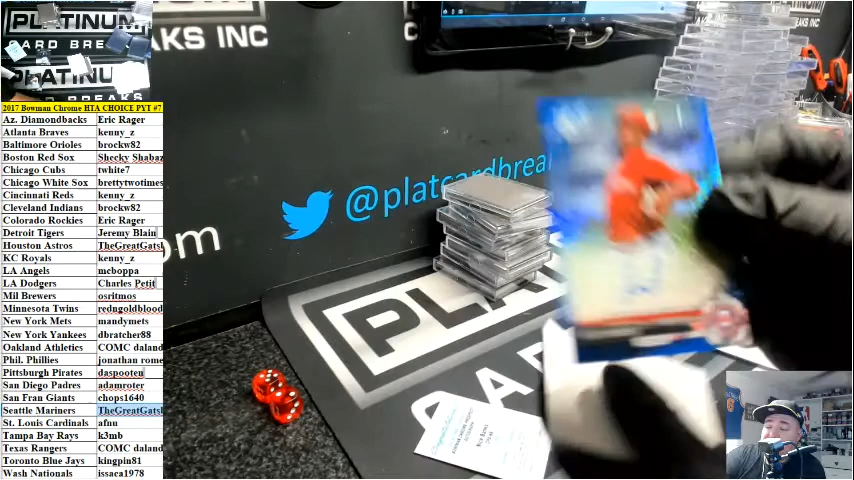 PLATINUM
CARD BREAKS
PLATINUM
AKS INC
2017 Bowman Chrome HTA CHOICE PYT #7
Az. Diamondbacks Eric Rager
Atlanta Braves kenny_z
Baltimore Orioles brockw82
Boston Red Sox Shecky Shabaz
Chicago Cubs twhite7
Chicago White Sox brettytwotimes
Cincinnati Reds kenny_z
Cleveland Indians brockw82
Colorado Rockies Eric Rager
Detroit Tigers Jeremy Blain
Houston Astros TheGreatGats
KC Royals kenny_z
LA Angels mcboppa
LA Dodgers Charles Petit
Mil Brewers osritmos
Minnesota Twins redngoldblood
New York Mets mandymets
New York Yankees dbratcher88
Oakland Athletics COMC daland
Phil. Phillies jonathan rome
Pittsburgh Pirates daspooten
San Diego Padres adamroter
San Fran Giants chops1640
Seattle Mariners TheGreatGats
St. Louis Cardinals afnu
Tampa Bay Rays k3mb
Texas Rangers COMC daland
Toronto Blue Jays kingpin81
Wash Nationals issaca1978
@platcardbrea
om
PLA
CA